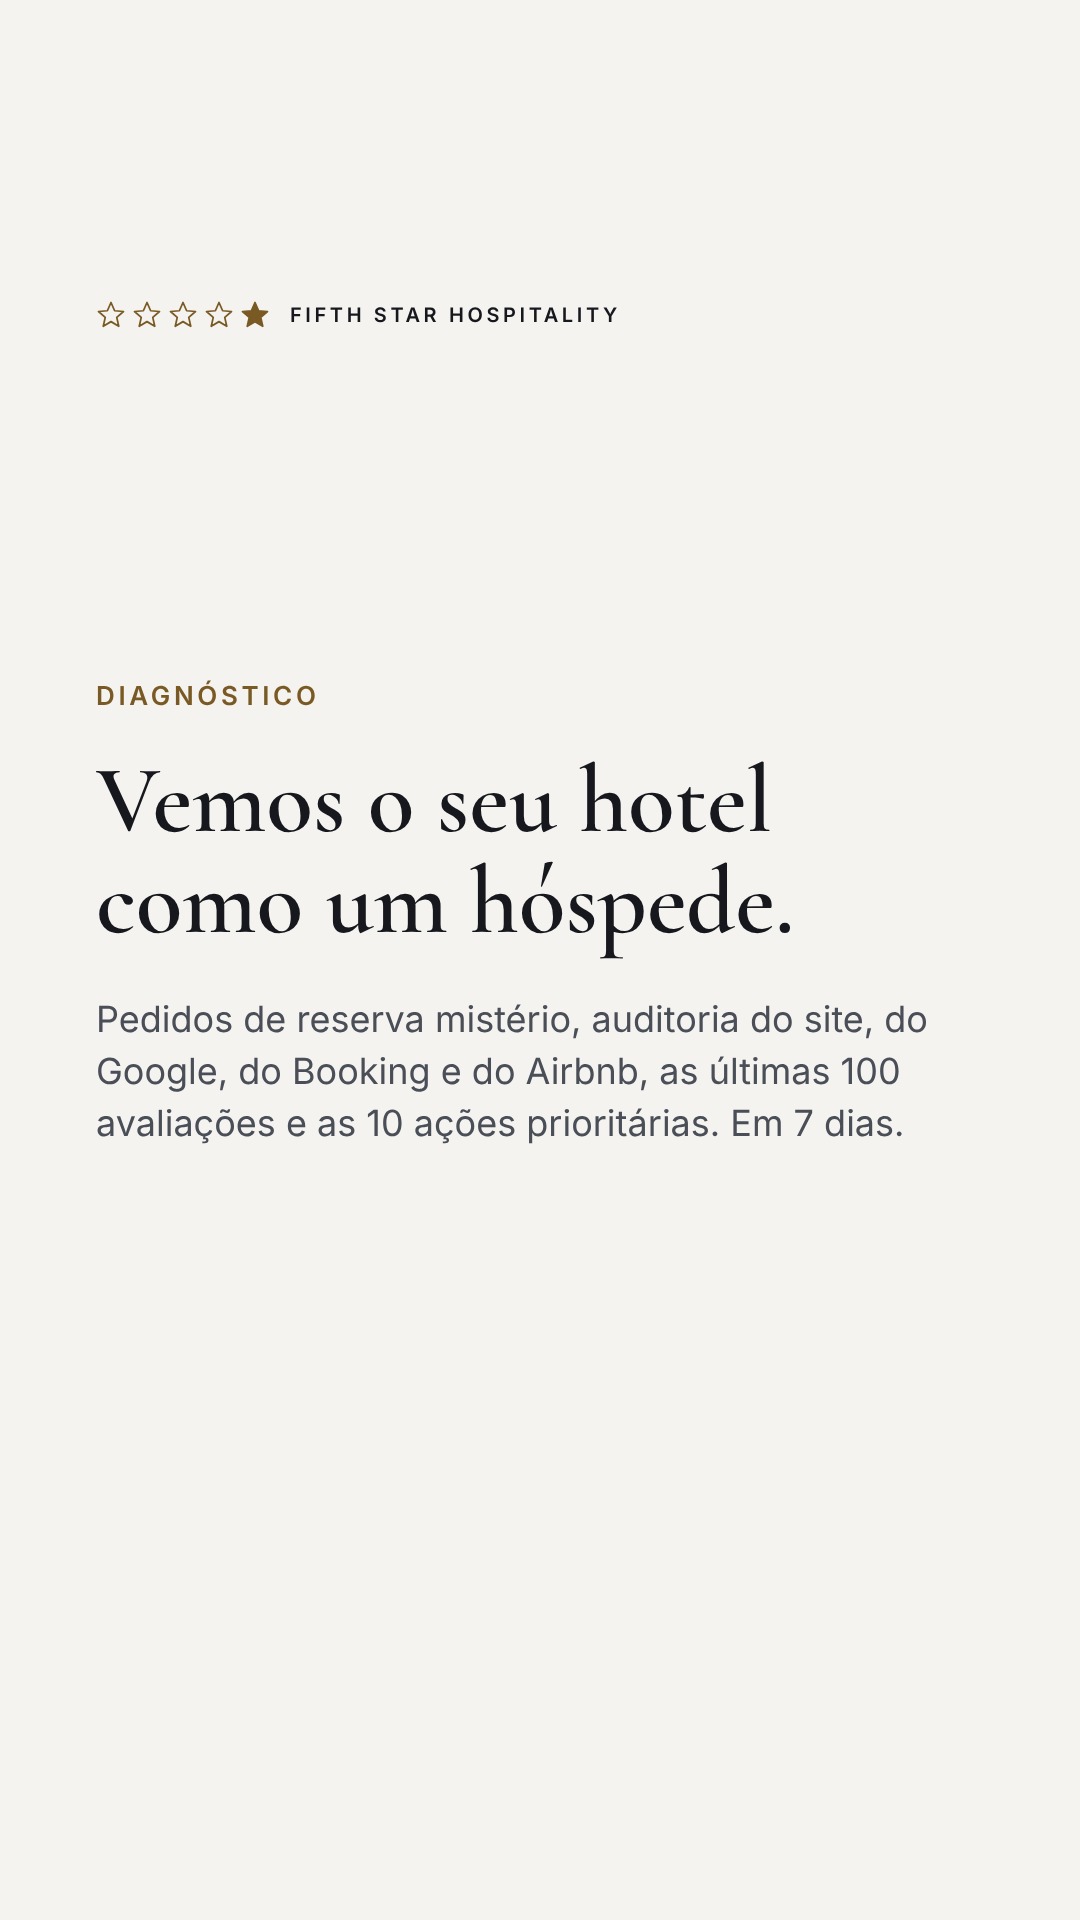 FIFTH STAR HOSPITALITY
DIAGNÓSTICO
Vemos o seu hotel
como um hóspede.
Pedidos de reserva mistério, auditoria do site, do
Google, do Booking e do Airbnb, as últimas 100
avaliações e as 10 ações prioritárias. Em 7 dias.